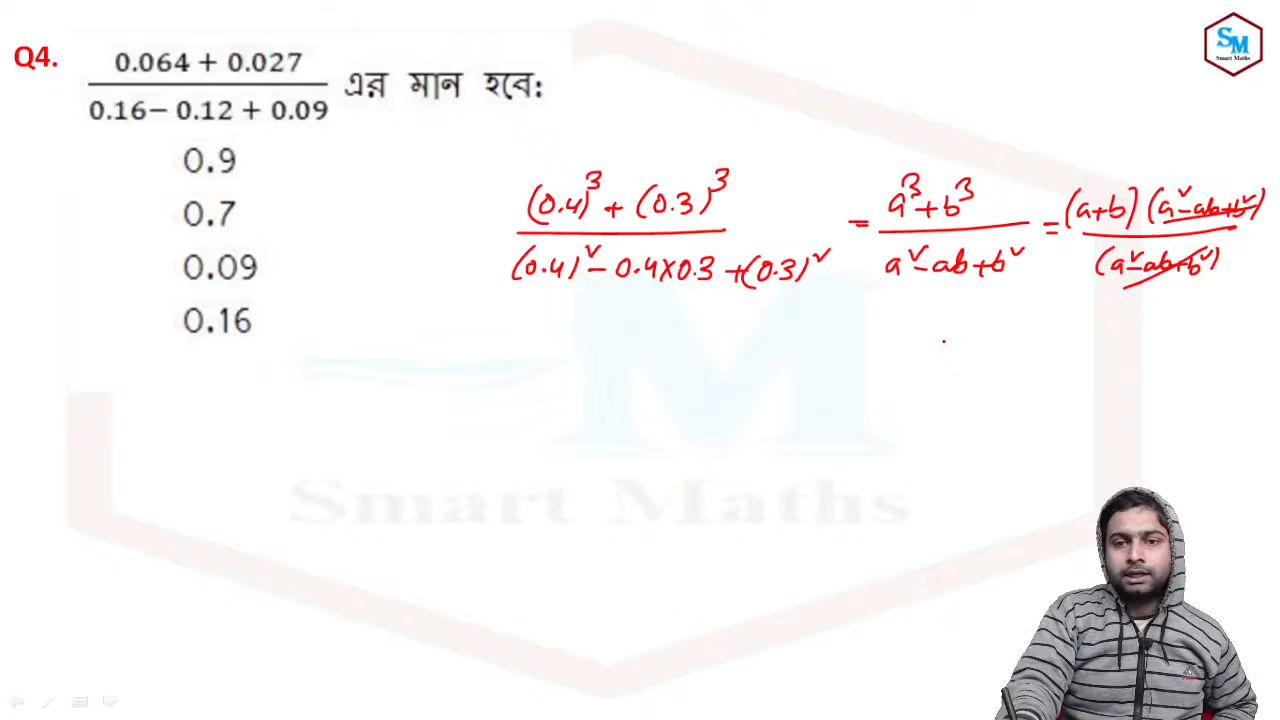 Q4.
0.064 + 0.027
0.16− 0.12 + 0.09
এর মান হবে:
0.9
0.7
0.09
0.16
(0.4)³ + (0.3)³
(0.4)² − 0.4×0.3 + (0.3)²
= a³+b³
a²−ab+b²
= (a+b) (a²−ab+b²)
(a²−ab+b²)
SM
Smart Maths
M
Smart Maths